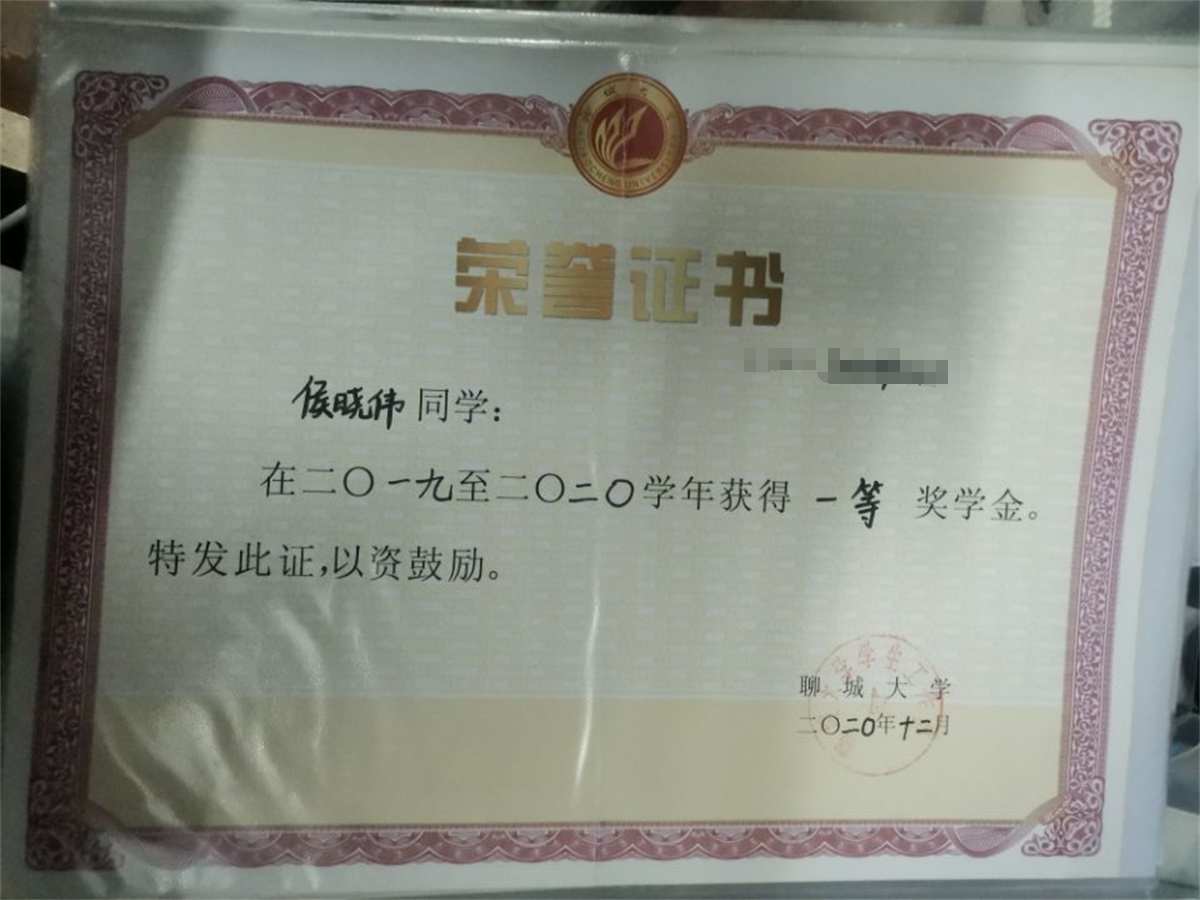 荣誉证书
侯晓伟同学：
在二〇一九至二〇二〇学年获得 一等 奖学金。
特发此证，以资鼓励。
聊城大学
二〇二〇年十二月